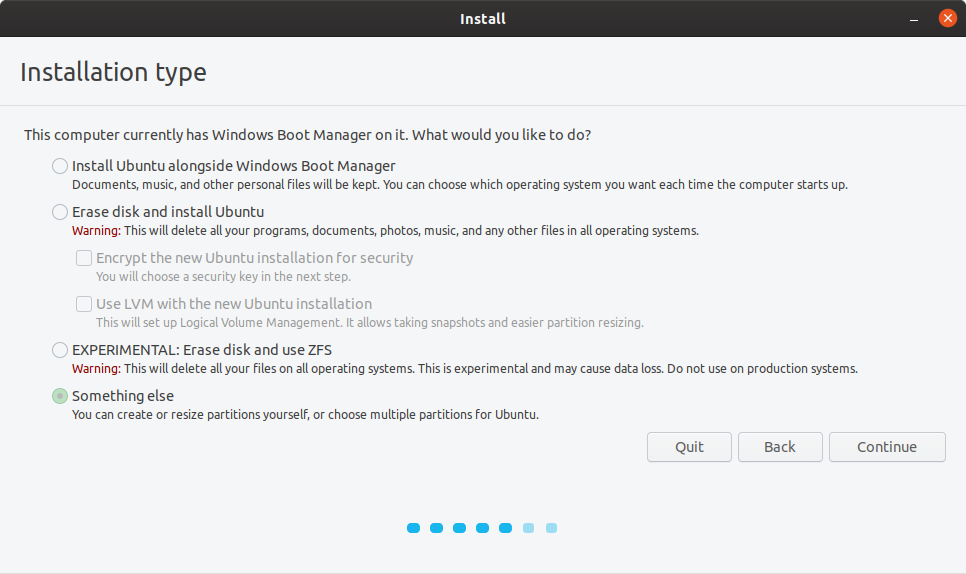 Install
Installation type
This computer currently has Windows Boot Manager on it. What would you like to do?
Install Ubuntu alongside Windows Boot Manager
Documents, music, and other personal files will be kept. You can choose which operating system you want each time the computer starts up.
Erase disk and install Ubuntu
Warning: This will delete all your programs, documents, photos, music, and any other files in all operating systems.
Encrypt the new Ubuntu installation for security
You will choose a security key in the next step.
Use LVM with the new Ubuntu installation
This will set up Logical Volume Management. It allows taking snapshots and easier partition resizing.
EXPERIMENTAL: Erase disk and use ZFS
Warning: This will delete all your files on all operating systems. This is experimental and may cause data loss. Do not use on production systems.
Something else
You can create or resize partitions yourself, or choose multiple partitions for Ubuntu.
Quit Back Continue